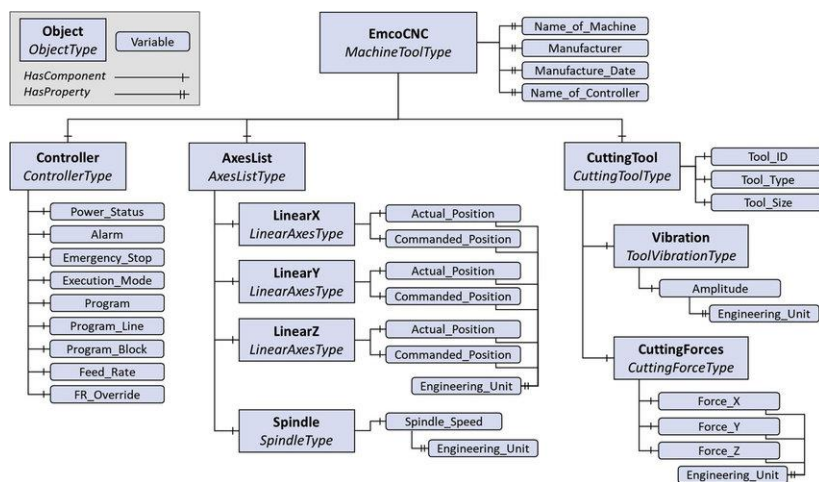 Object
ObjectType
Variable
HasComponent
HasProperty
EmcoCNC
MachineToolType
Name_of_Machine
Manufacturer
Manufacture_Date
Name_of_Controller
Controller
ControllerType
Power_Status
Alarm
Emergency_Stop
Execution_Mode
Program
Program_Line
Program_Block
Feed_Rate
FR_Override
AxesList
AxesListType
LinearX
LinearAxesType
Actual_Position
Commanded_Position
LinearY
LinearAxesType
Actual_Position
Commanded_Position
LinearZ
LinearAxesType
Actual_Position
Commanded_Position
Engineering_Unit
Spindle
SpindleType
Spindle_Speed
Engineering_Unit
CuttingTool
CuttingToolType
Tool_ID
Tool_Type
Tool_Size
Vibration
ToolVibrationType
Amplitude
Engineering_Unit
CuttingForces
CuttingForceType
Force_X
Force_Y
Force_Z
Engineering_Unit